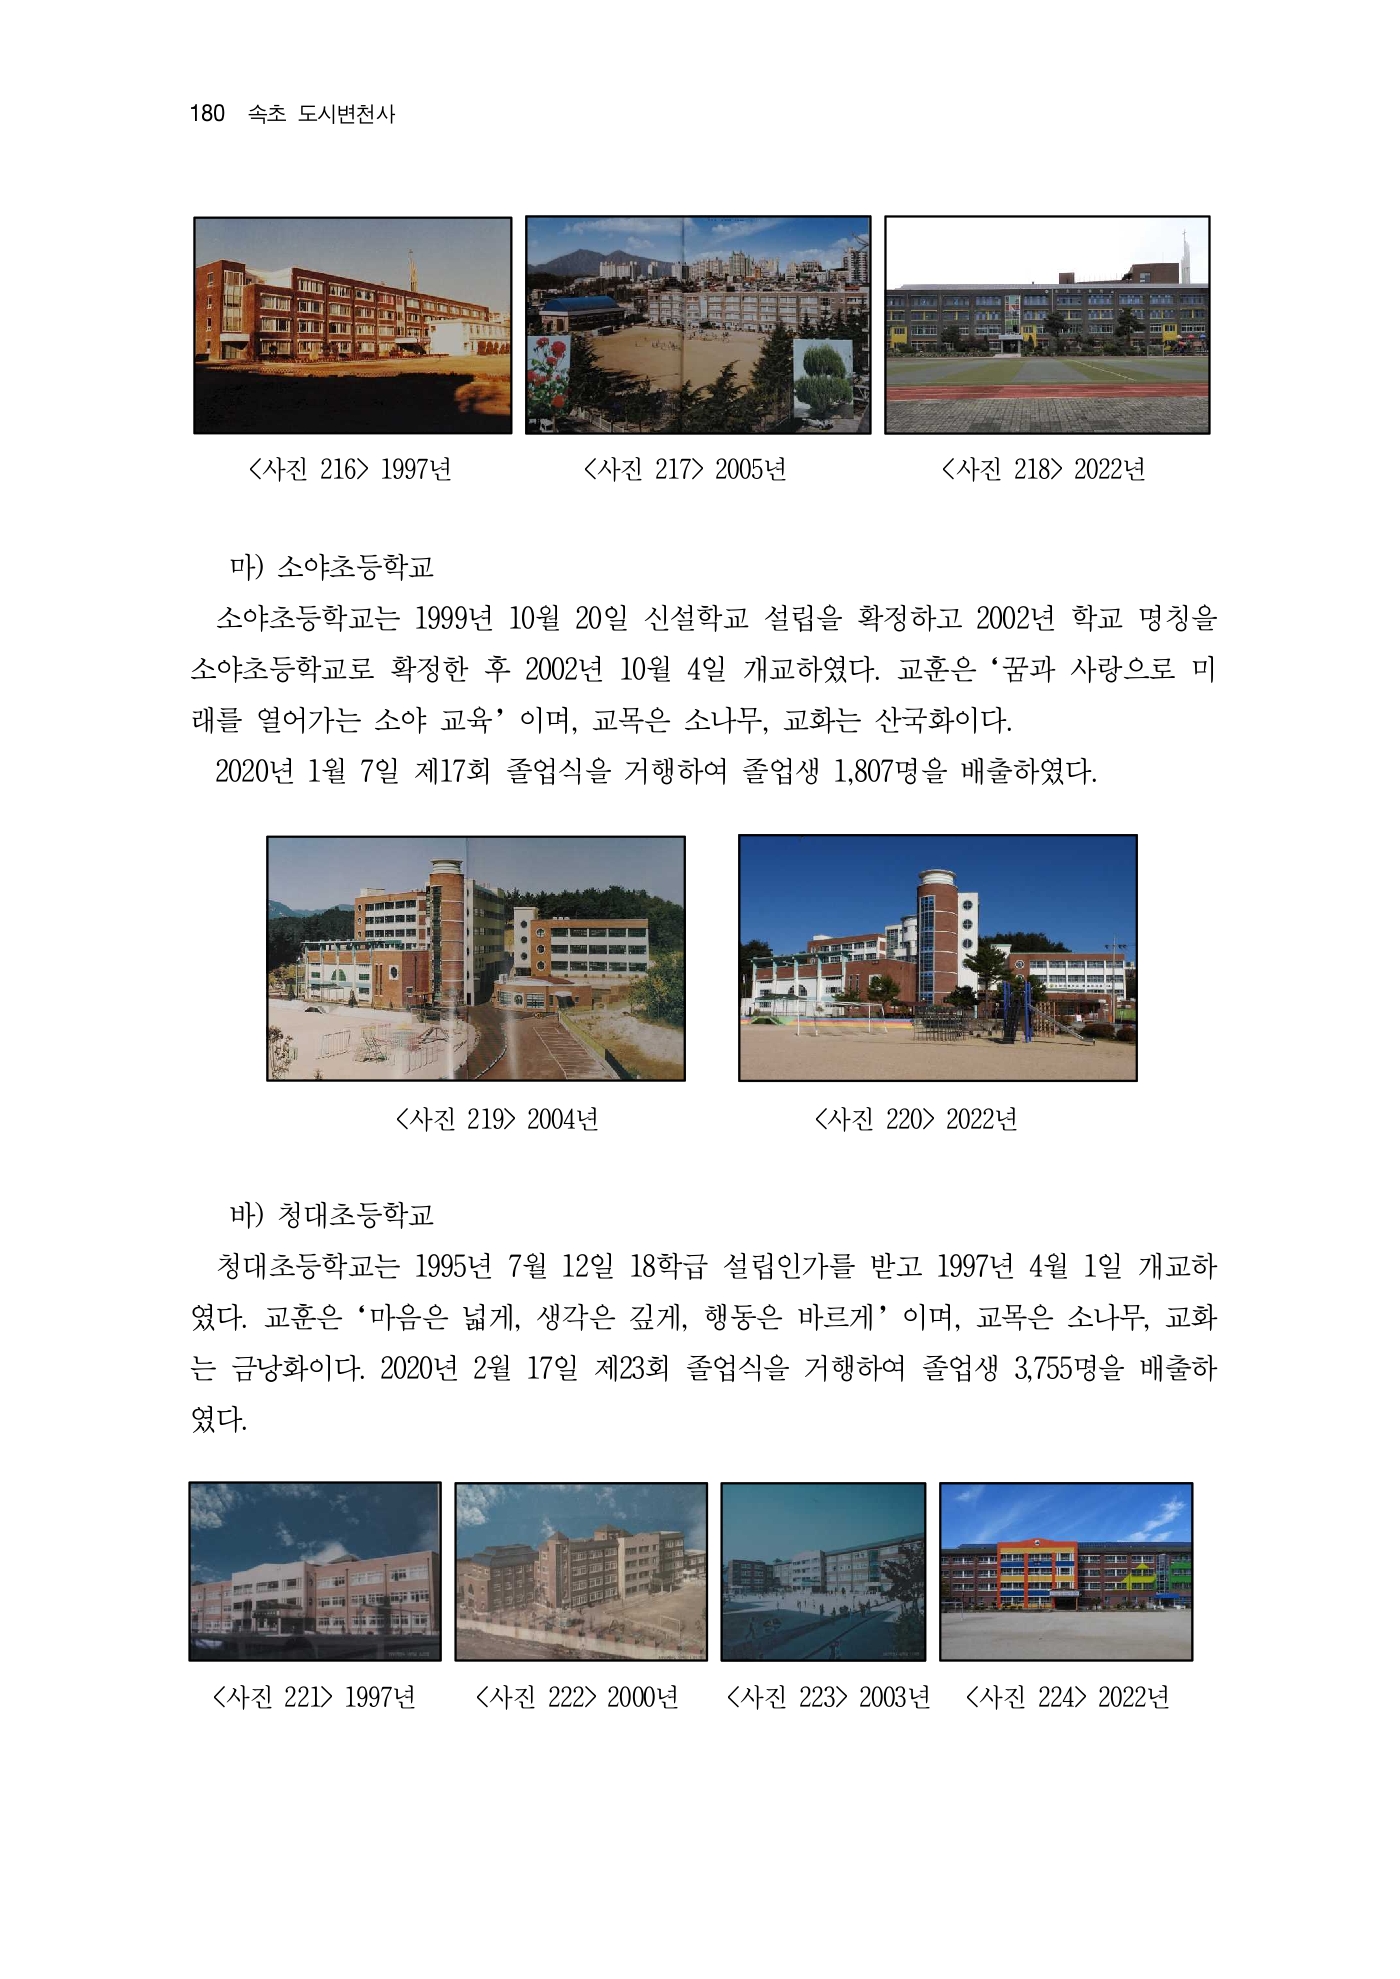 180 속초 도시변천사
<사진 216> 1997년
<사진 217> 2005년
<사진 218> 2022년
마) 소야초등학교
소야초등학교는 1999년 10월 20일 신설학교 설립을 확정하고 2002년 학교 명칭을
소야초등학교로 확정한 후 2002년 10월 4일 개교하였다. 교훈은 ‘꿈과 사랑으로 미
래를 열어가는 소야 교육’ 이며, 교목은 소나무, 교화는 산국화이다.
2020년 1월 7일 제17회 졸업식을 거행하여 졸업생 1,807명을 배출하였다.
<사진 219> 2004년
<사진 220> 2022년
바) 청대초등학교
청대초등학교는 1995년 7월 12일 18학급 설립인가를 받고 1997년 4월 1일 개교하
였다. 교훈은 ‘마음은 넓게, 생각은 깊게, 행동은 바르게’ 이며, 교목은 소나무, 교화
는 금낭화이다. 2020년 2월 17일 제23회 졸업식을 거행하여 졸업생 3,755명을 배출하
였다.
<사진 221> 1997년
<사진 222> 2000년
<사진 223> 2003년
<사진 224> 2022년